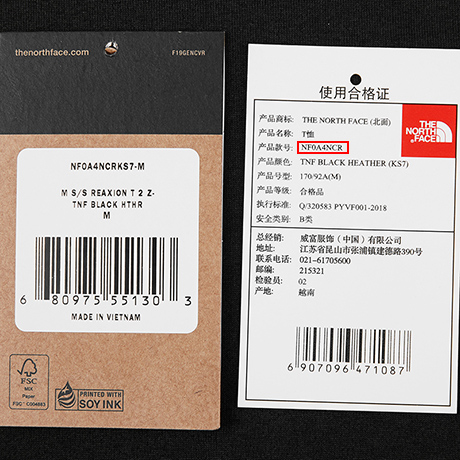 thenorthface.com
F19GENCVR
NF0A4NCRKS7-M
M S/S REAXION T 2 Z-
TNF BLACK HTHR
M
6 80975 55130 3
MADE IN VIETNAM
FSC
MIX
Paper
FSC® C004863
PRINTED WITH
SOY INK
使用合格证
产品商标: THE NORTH FACE (北面)
产品名称: T恤
产品款号: NF0A4NCR
产品颜色: TNF BLACK HEATHER (KS7)
产品号型: 170/92A(M)
产品等级: 合格品
执行标准: Q/320583 PYVF001-2018
安全类别: B类
THE
NORTH
FACE
总经销: 威富服饰(中国)有限公司
地址: 江苏省昆山市张浦镇建德路390号
联系电话: 021-61705600
邮编: 215321
检验员: 02
产地: 越南
6 907096 471087